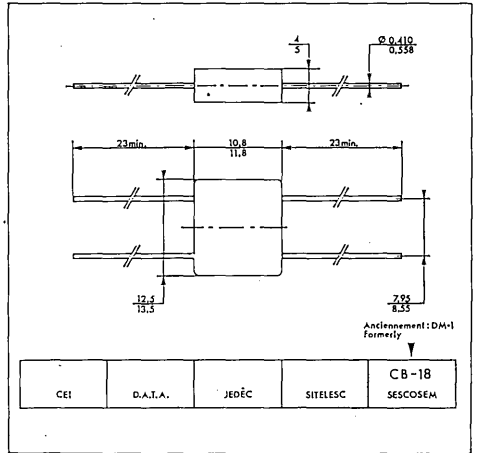 4
5
Ø 0,410
0,558
23min.
10,8
11,8
23min.
12,5
13,5
7,95
8,55
Anciennement : DM-1
Formerly
CB-18
CEI D.A.T.A. JEDĒC SITELESC SESCOSEM